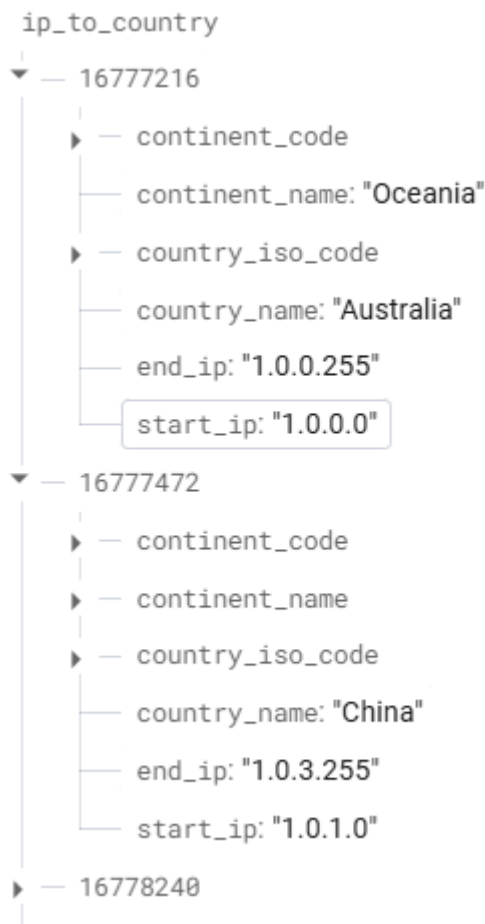 ip_to_country
16777216
continent_code
continent_name: "Oceania"
country_iso_code
country_name: "Australia"
end_ip: "1.0.0.255"
start_ip: "1.0.0.0"
16777472
continent_code
continent_name
country_iso_code
country_name: "China"
end_ip: "1.0.3.255"
start_ip: "1.0.1.0"
16778240